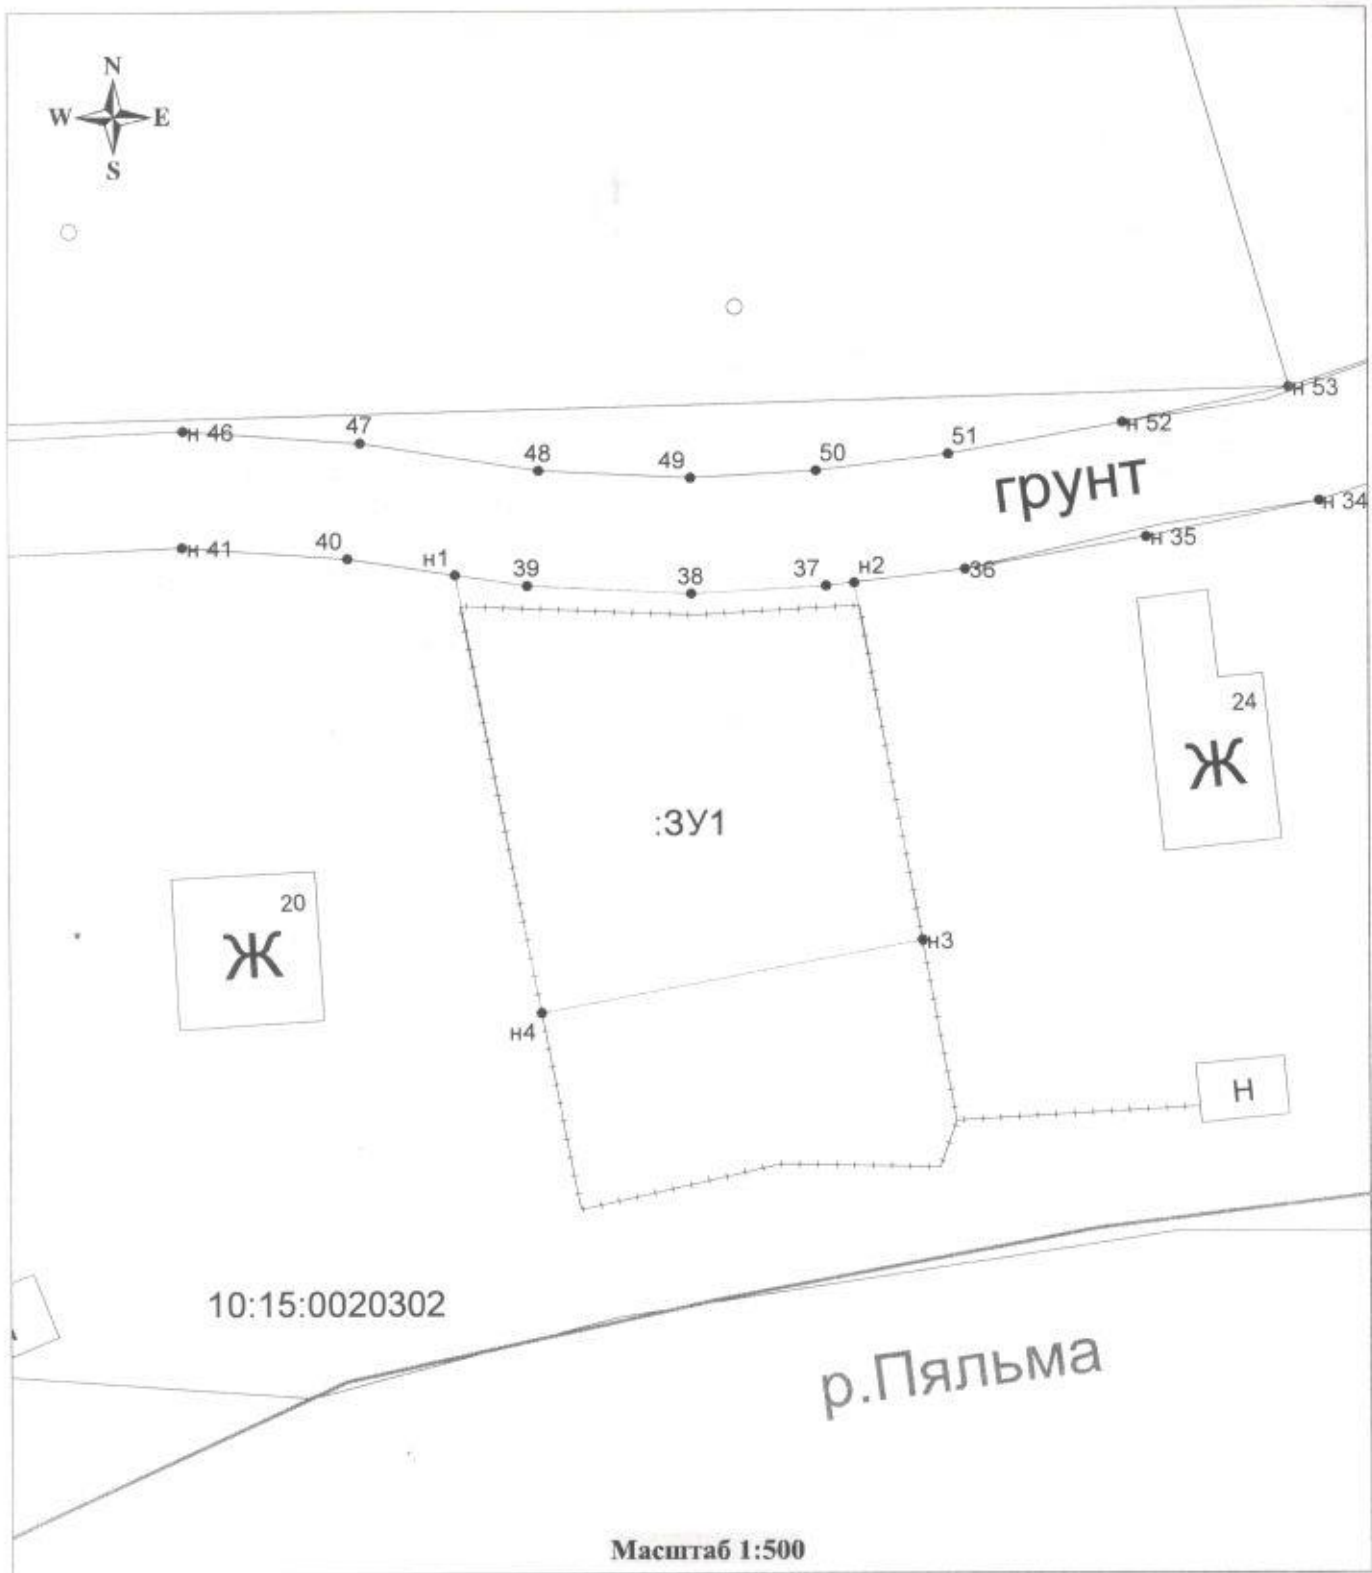 N
W E
S
н 53
н 52
н 46
47
51
48
49
50
грунт
н 34
н 35
н 41
40
н1
39
38
37
н2
36
24
Ж
:ЗУ1
20
Ж
н3
н4
Н
10:15:0020302
р.Пяльма
Масштаб 1:500